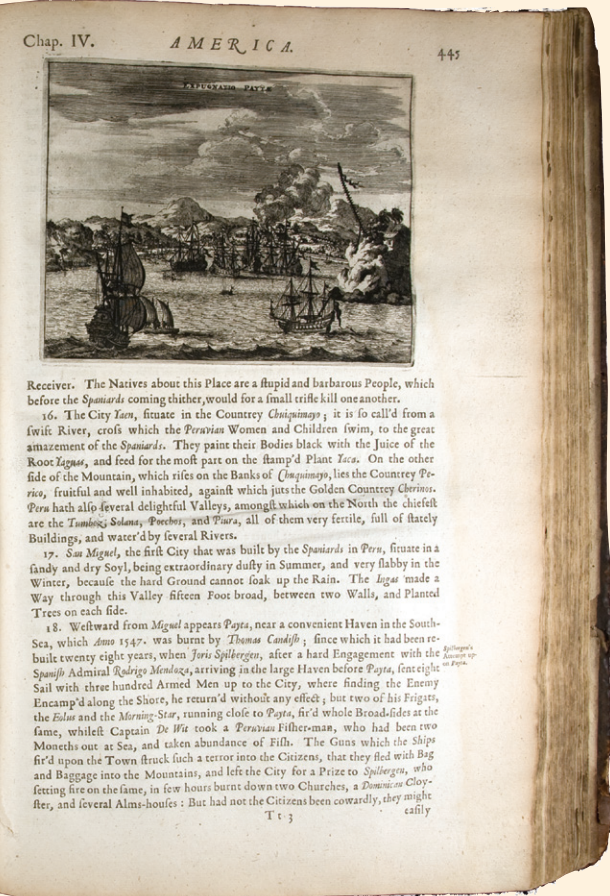 Chap. IV.
AMERICA.
445
EXPUGNATIO PAYTÆ
Receiver. The Natives about this Place are a ſtupid and barbarous People, which
before the Spaniards coming thither, would for a ſmall trifle kill one another.
16. The City Yaen, ſituate in the Countrey Chuiquimayo; it is ſo call'd from a
ſwift River, croſs which the Peruvian Women and Children ſwim, to the great
amazement of the Spaniards. They paint their Bodies black with the Juice of the
Root Yaguas, and feed for the moſt part on the ſtamp'd Plant Yaca. On the other
ſide of the Mountain, which riſes on the Banks of Chuquimayo, lies the Countrey Pe-
rico, fruitful and well inhabited, againſt which juts the Golden Countrey Cherinos.
Peru hath alſo ſeveral delightful Valleys, amongſt which on the North the chiefeſt
are the Tumbez, Solana, Poechos, and Piura, all of them very fertile, full of ſtately
Buildings, and water'd by ſeveral Rivers.
17. San Miguel, the firſt City that was built by the Spaniards in Peru, ſituate in a
ſandy and dry Soyl, being extraordinary duſty in Summer, and very ſlabby in the
Winter, becauſe the hard Ground cannot ſoak up the Rain. The Ingas made a
Way through this Valley fifteen Foot broad, between two Walls, and Planted
Trees on each ſide.
18. Weſtward from Miguel appears Payta, near a convenient Haven in the South-
Sea, which Anno 1547. was burnt by Thomas Candiſh; ſince which it had been re-
built twenty eight years, when Joris Spilbergen, after a hard Engagement with the
Spaniſh Admiral Rodrigo Mendoza, arriving in the large Haven before Payta, ſent eight
Sail with three hundred Armed Men up to the City, where finding the Enemy
Encamp'd along the Shore, he return'd without any effect; but two of his Frigats,
the Eolus and the Morning-Star, running cloſe to Payta, fir'd whole Broad-ſides at the
ſame, whileſt Captain De Wit took a Peruvian Fiſher-man, who had been two
Moneths out at Sea, and taken abundance of Fiſh. The Guns which the Ships
fir'd upon the Town ſtruck ſuch a terror into the Citizens, that they fled with Bag
and Baggage into the Mountains, and left the City for a Prize to Spilbergen, who
ſetting fire on the ſame, in few hours burnt down two Churches, a Dominican Cloy-
ſter, and ſeveral Alms-houſes: But had not the Citizens been cowardly, they might
Spilbergen's
Attempt up-
on Payta.
Tt 3
eaſily